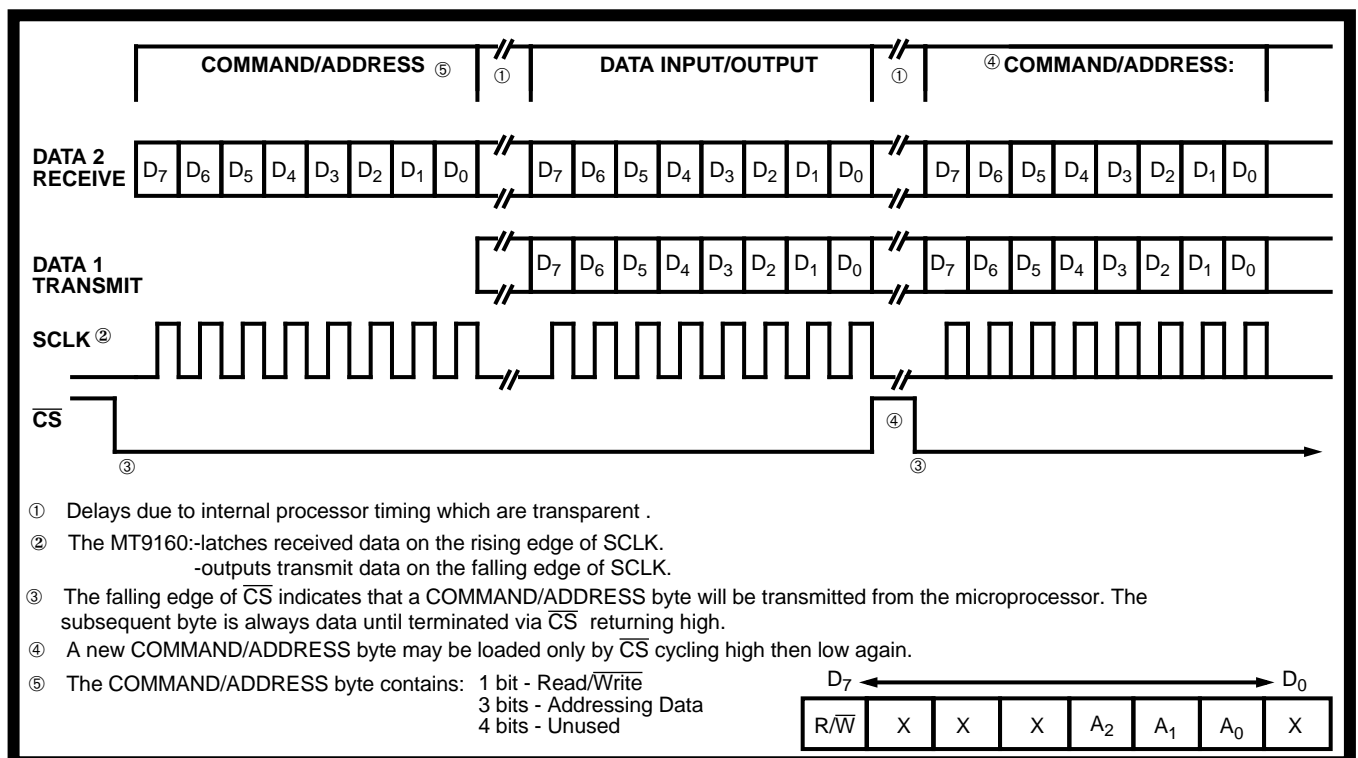 COMMAND/ADDRESS ⑤ ① DATA INPUT/OUTPUT ① ④ COMMAND/ADDRESS:
DATA 2
RECEIVE
D7 D6 D5 D4 D3 D2 D1 D0 D7 D6 D5 D4 D3 D2 D1 D0 D7 D6 D5 D4 D3 D2 D1 D0
DATA 1
TRANSMIT
D7 D6 D5 D4 D3 D2 D1 D0 D7 D6 D5 D4 D3 D2 D1 D0
SCLK ②
C̅S̅ ④
③ ③
① Delays due to internal processor timing which are transparent .
② The MT9160:-latches received data on the rising edge of SCLK.
-outputs transmit data on the falling edge of SCLK.
③ The falling edge of C̅S̅ indicates that a COMMAND/ADDRESS byte will be transmitted from the microprocessor. The
subsequent byte is always data until terminated via C̅S̅ returning high.
④ A new COMMAND/ADDRESS byte may be loaded only by C̅S̅ cycling high then low again.
⑤ The COMMAND/ADDRESS byte contains: 1 bit - Read/W̅r̅i̅t̅e̅
3 bits - Addressing Data
4 bits - Unused
D7 D0
R/W̅ X X X A2 A1 A0 X